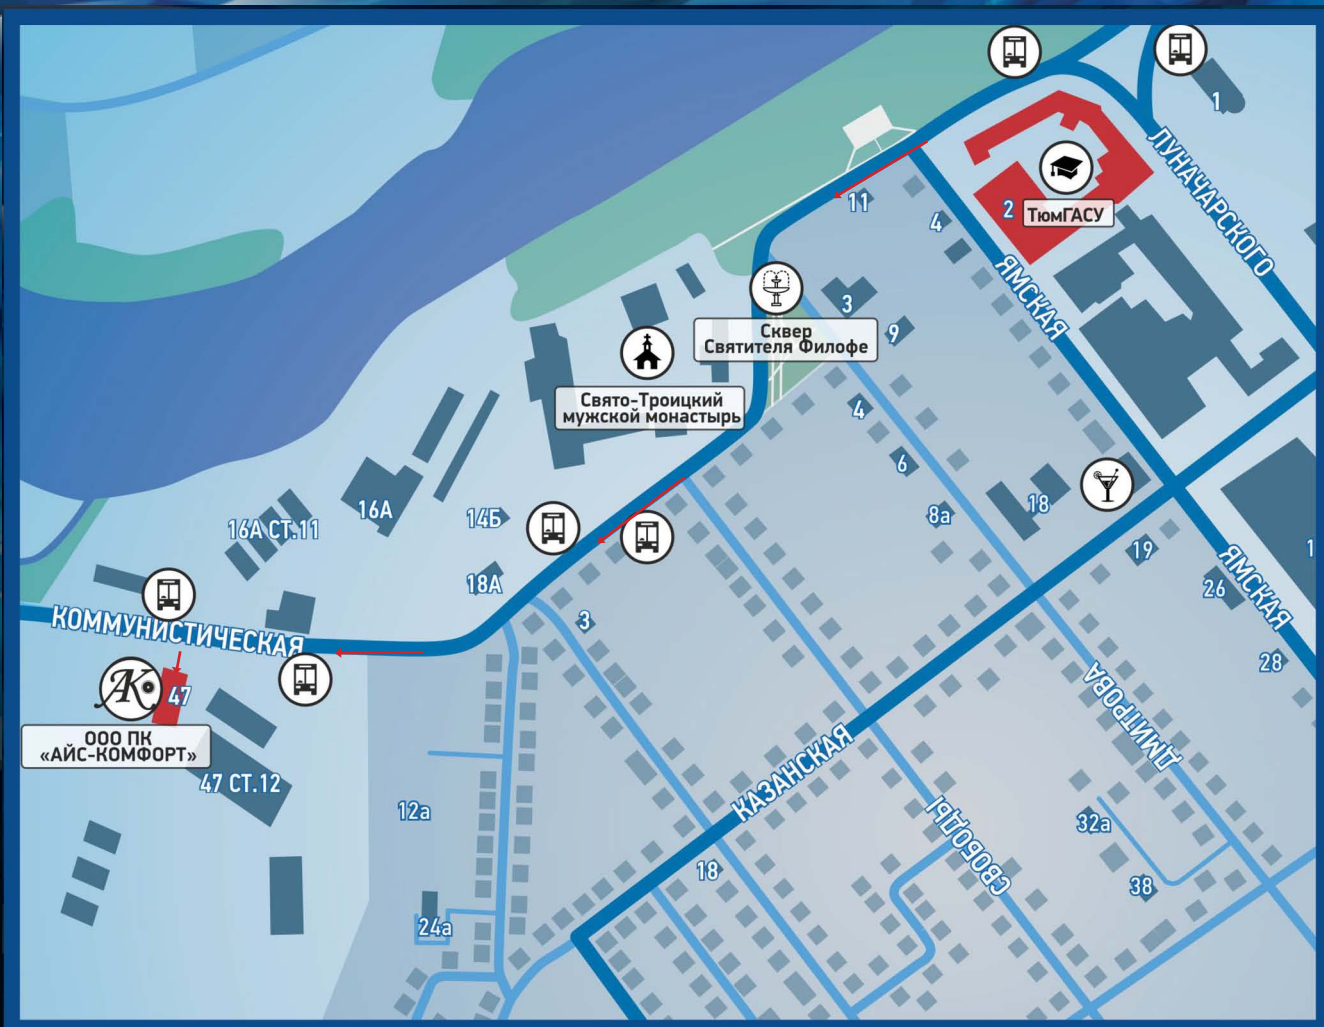 1
ЛУНАЧАРСКОГО
2
ТюмГАСУ
11
4
ЯМСКАЯ
3
9
Сквер
Святителя Филофе
Свято-Троицкий
мужской монастырь
4
6
8а
18
19
26
28
1
ЯМСКАЯ
16А
16А СТ.11
14Б
18А
3
КОММУНИСТИЧЕСКАЯ
АК
47
ООО ПК
«АЙС-КОМФОРТ»
47 СТ.12
12а
24а
КАЗАНСКАЯ
18
СВОБОДЫ
ДМИТРОВА
32а
38